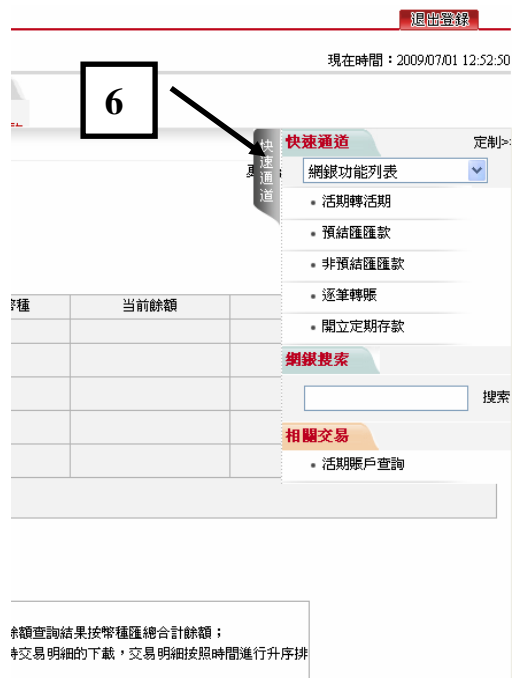 退出登錄
現在時間：2009/07/01 12:52:50
6
快速通道
快速通道
定制>
網銀功能列表
活期轉活期
預結匯匯款
非預結匯匯款
逐筆轉賬
開立定期存款
種
當前餘額
網銀搜索
搜索
相關交易
活期賬戶查詢
餘額查詢結果按幣種匯總合計餘額；
時交易明細的下載，交易明細按照時間進行升序排